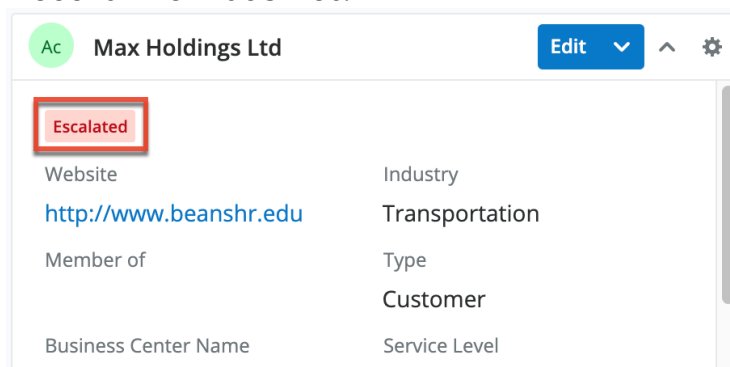 Ac Max Holdings Ltd Edit
Escalated
Website Industry
http://www.beanshr.edu Transportation
Member of Type
Customer
Business Center Name Service Level